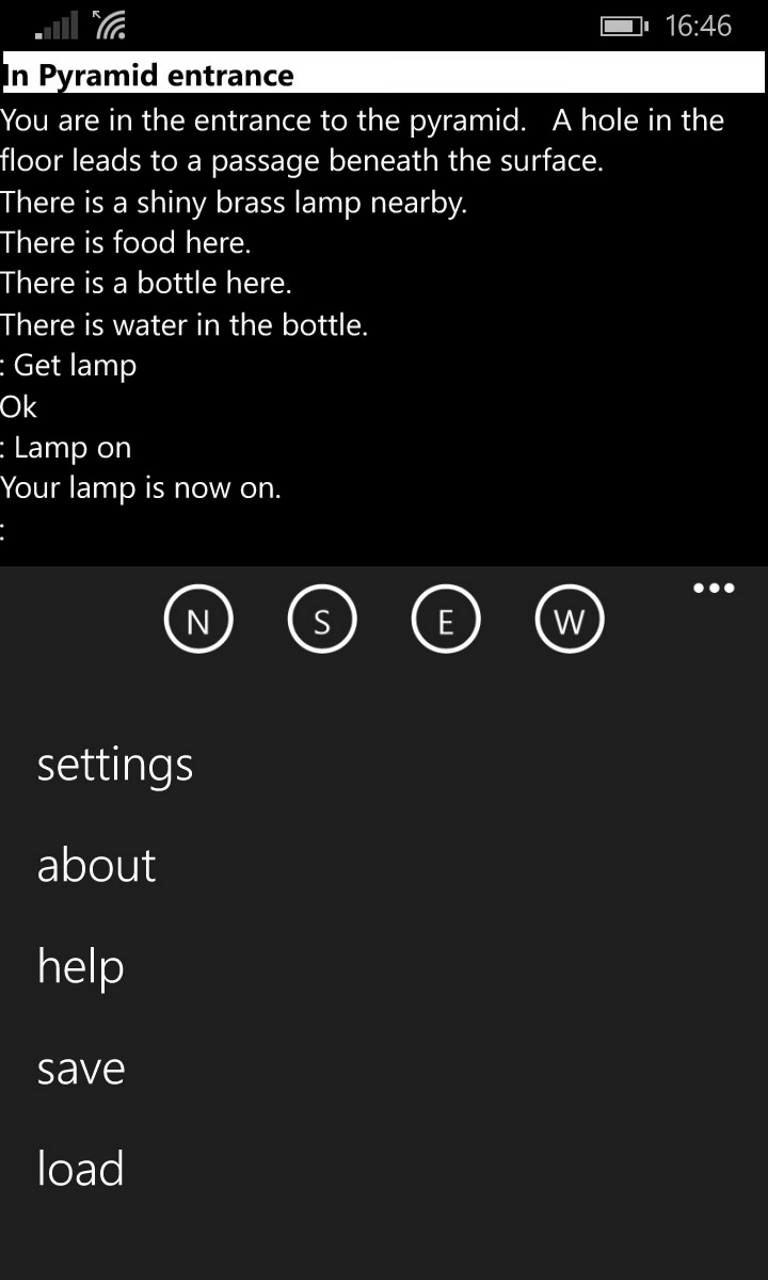 16:46
In Pyramid entrance
You are in the entrance to the pyramid.   A hole in the
floor leads to a passage beneath the surface.
There is a shiny brass lamp nearby.
There is food here.
There is a bottle here.
There is water in the bottle.
: Get lamp
Ok
: Lamp on
Your lamp is now on.
:
N S E W
settings
about
help
save
load